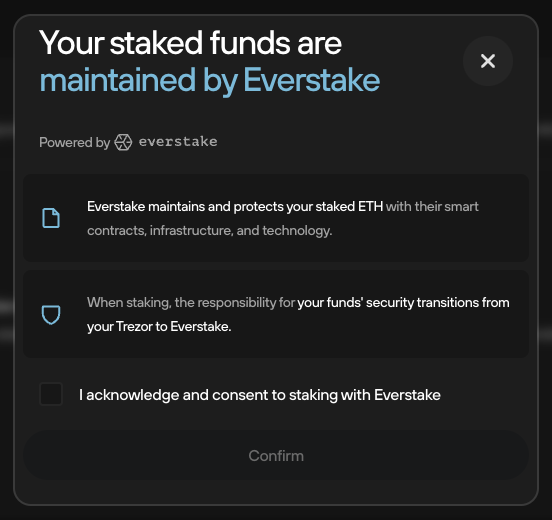 Your staked funds are
maintained by Everstake
Powered by everstake
Everstake maintains and protects your staked ETH with their smart
contracts, infrastructure, and technology.
When staking, the responsibility for your funds' security transitions from
your Trezor to Everstake.
I acknowledge and consent to staking with Everstake
Confirm